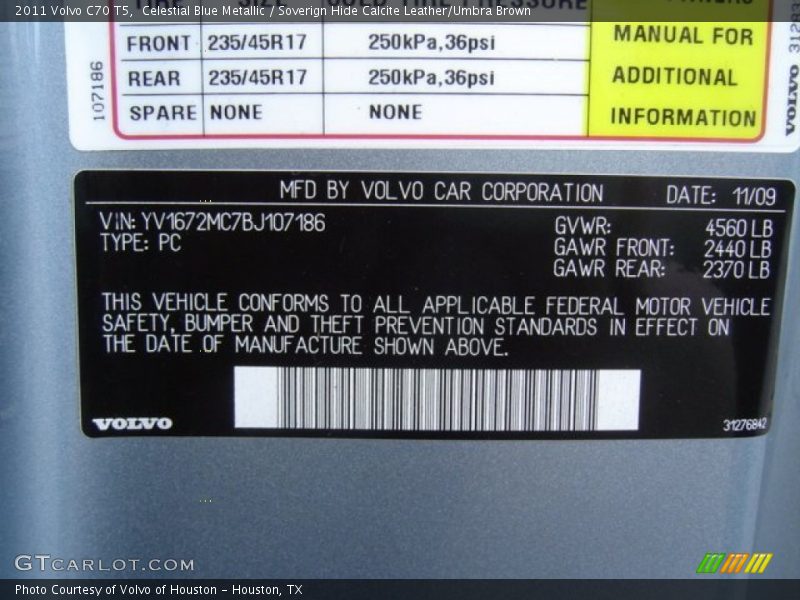 2011 Volvo C70 T5, Celestial Blue Metallic / Soverign Hide Calcite Leather/Umbra Brown
FRONT 235/45R17 250kPa,36psi
REAR 235/45R17 250kPa,36psi
SPARE NONE NONE
MANUAL FOR
ADDITIONAL
INFORMATION
107186
VOLVO
MFD BY VOLVO CAR CORPORATION DATE: 11/09
VIN: YV1672MC7BJ107186
TYPE: PC
GVWR: 4560 LB
GAWR FRONT: 2440 LB
GAWR REAR: 2370 LB
THIS VEHICLE CONFORMS TO ALL APPLICABLE FEDERAL MOTOR VEHICLE
SAFETY, BUMPER AND THEFT PREVENTION STANDARDS IN EFFECT ON
THE DATE OF MANUFACTURE SHOWN ABOVE.
VOLVO
31276842
GTCARLOT.COM
Photo Courtesy of Volvo of Houston - Houston, TX